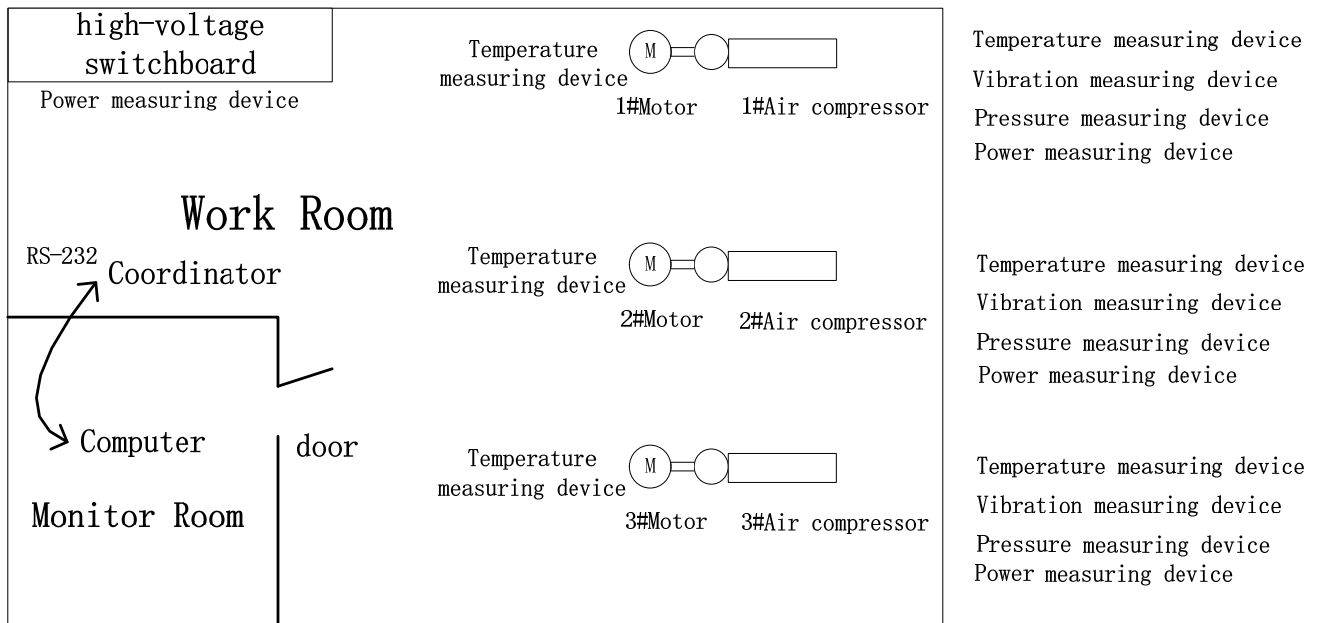 high-voltage
switchboard
Power measuring device
Temperature
measuring device
M
1#Motor
1#Air compressor
Temperature measuring device
Vibration measuring device
Pressure measuring device
Power measuring device
Work Room
RS-232
Coordinator
Temperature
measuring device
M
2#Motor
2#Air compressor
Temperature measuring device
Vibration measuring device
Pressure measuring device
Power measuring device
Computer
door
Monitor Room
Temperature
measuring device
M
3#Motor
3#Air compressor
Temperature measuring device
Vibration measuring device
Pressure measuring device
Power measuring device